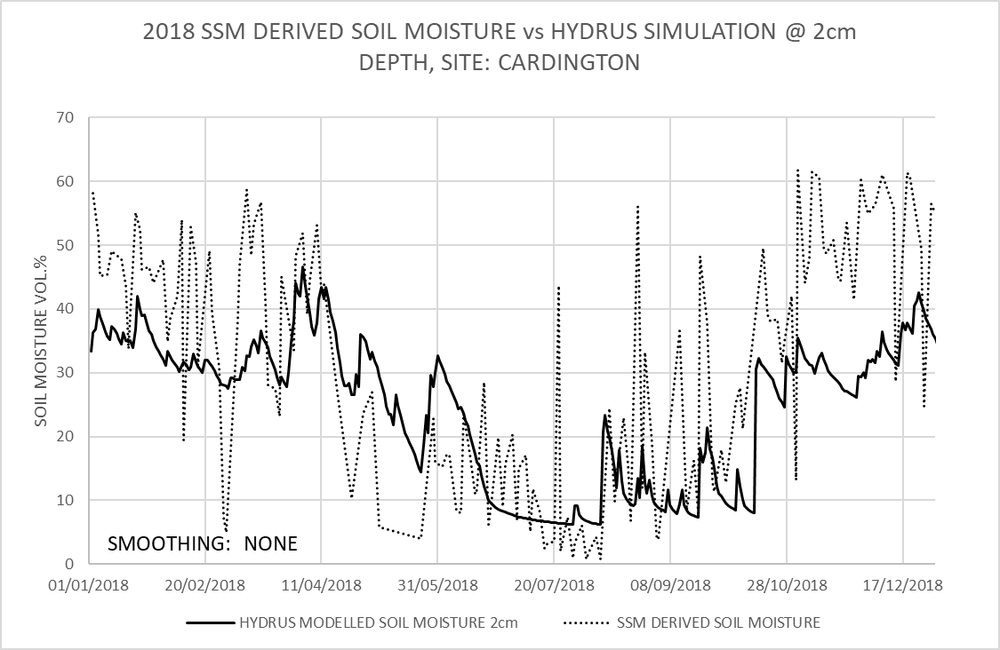 2018 SSM DERIVED SOIL MOISTURE vs HYDRUS SIMULATION @ 2cm
DEPTH, SITE: CARDINGTON
SOIL MOISTURE VOL.%
70
60
50
40
30
20
10
0
SMOOTHING: NONE
01/01/2018
20/02/2018
11/04/2018
31/05/2018
20/07/2018
08/09/2018
28/10/2018
17/12/2018
HYDRUS MODELLED SOIL MOISTURE 2cm
SSM DERIVED SOIL MOISTURE